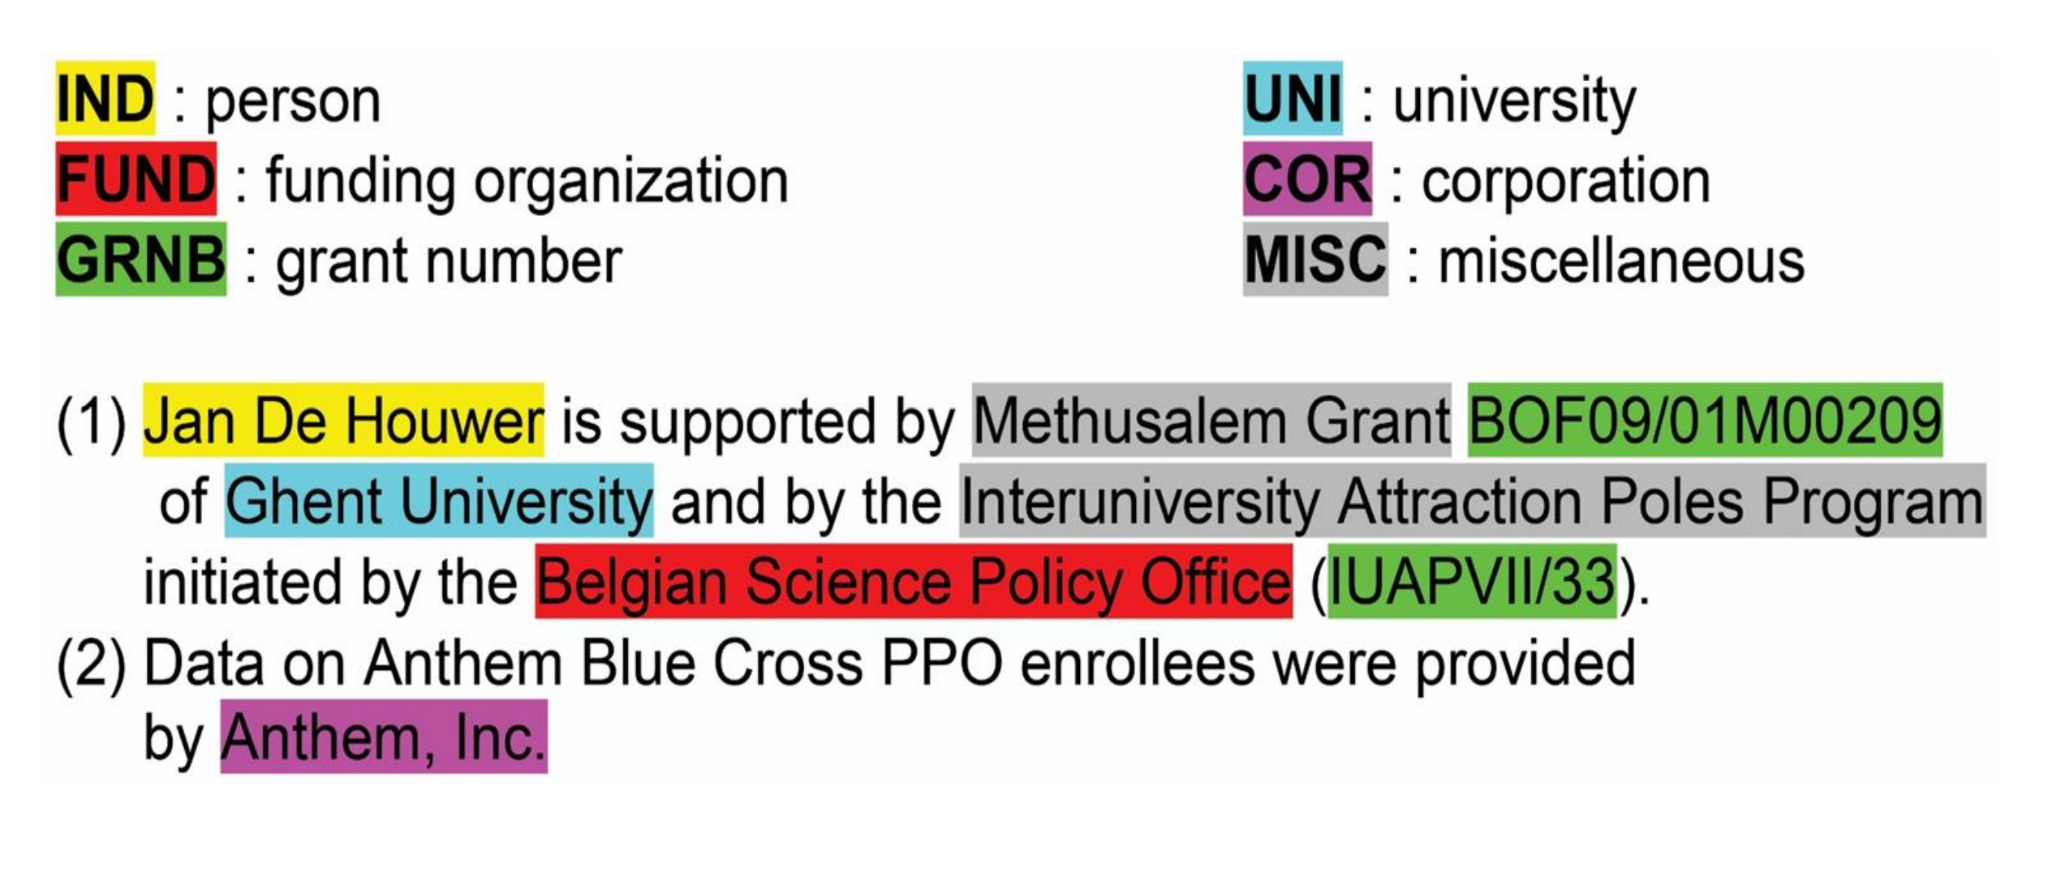 IND : person UNI : university
FUND : funding organization COR : corporation
GRNB : grant number MISC : miscellaneous
(1) Jan De Houwer is supported by Methusalem Grant BOF09/01M00209
of Ghent University and by the Interuniversity Attraction Poles Program
initiated by the Belgian Science Policy Office (IUAPVII/33).
(2) Data on Anthem Blue Cross PPO enrollees were provided
by Anthem, Inc.